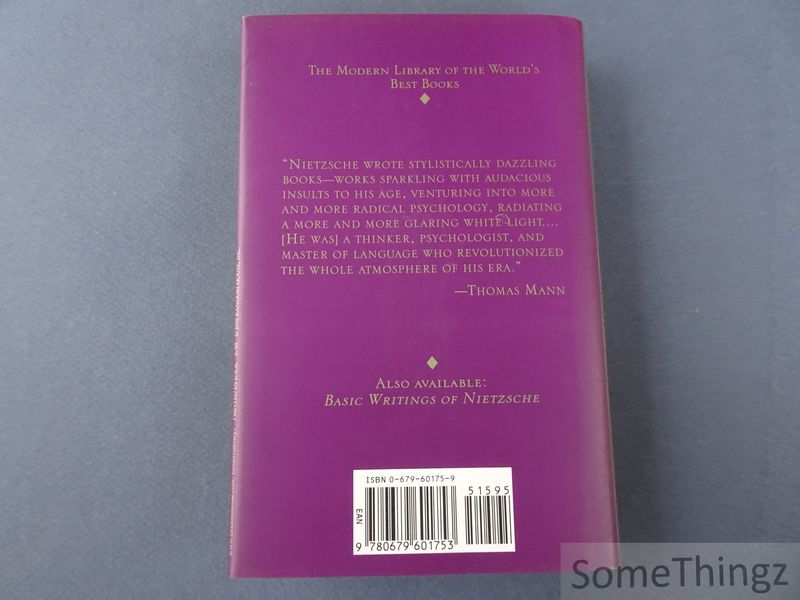 The Modern Library of the World's
Best Books
"Nietzsche wrote stylistically dazzling
books—works sparkling with audacious
insults to his age, venturing into more
and more radical psychology, radiating
a more and more glaring white light....
[He was] a thinker, psychologist, and
master of language who revolutionized
the whole atmosphere of his era."
—Thomas Mann
Also available:
Basic Writings of Nietzsche
ISBN 0-679-60175-9
51595
EAN
9 780679 601753
SomeThingz